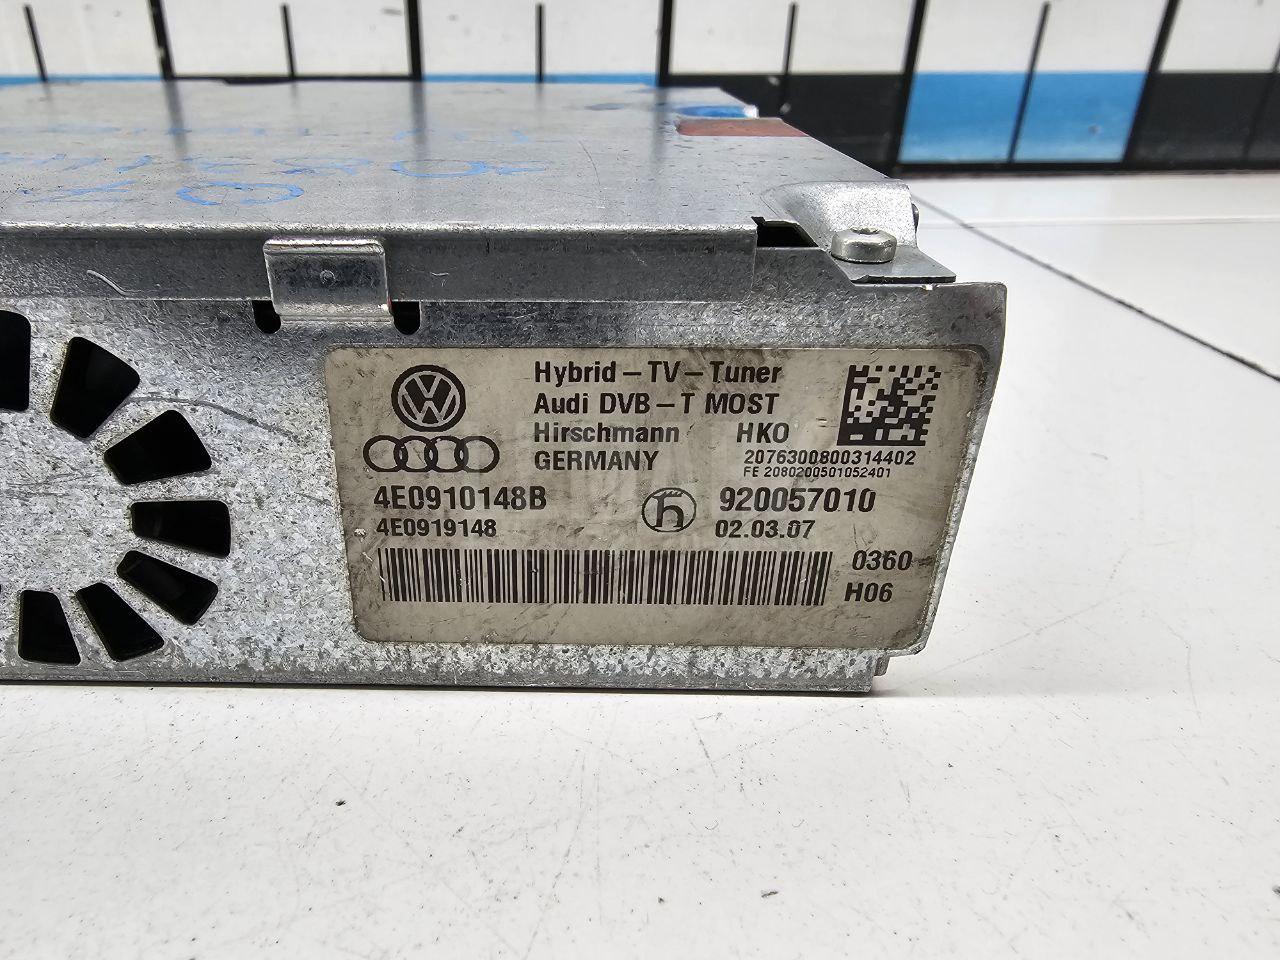 Hybrid - TV - Tuner
Audi DVB - T MOST
Hirschmann HKO
GERMANY
2076300800314402
FE 2080200501052401
4E0910148B
920057010
4E0919148
02.03.07
0360
H06